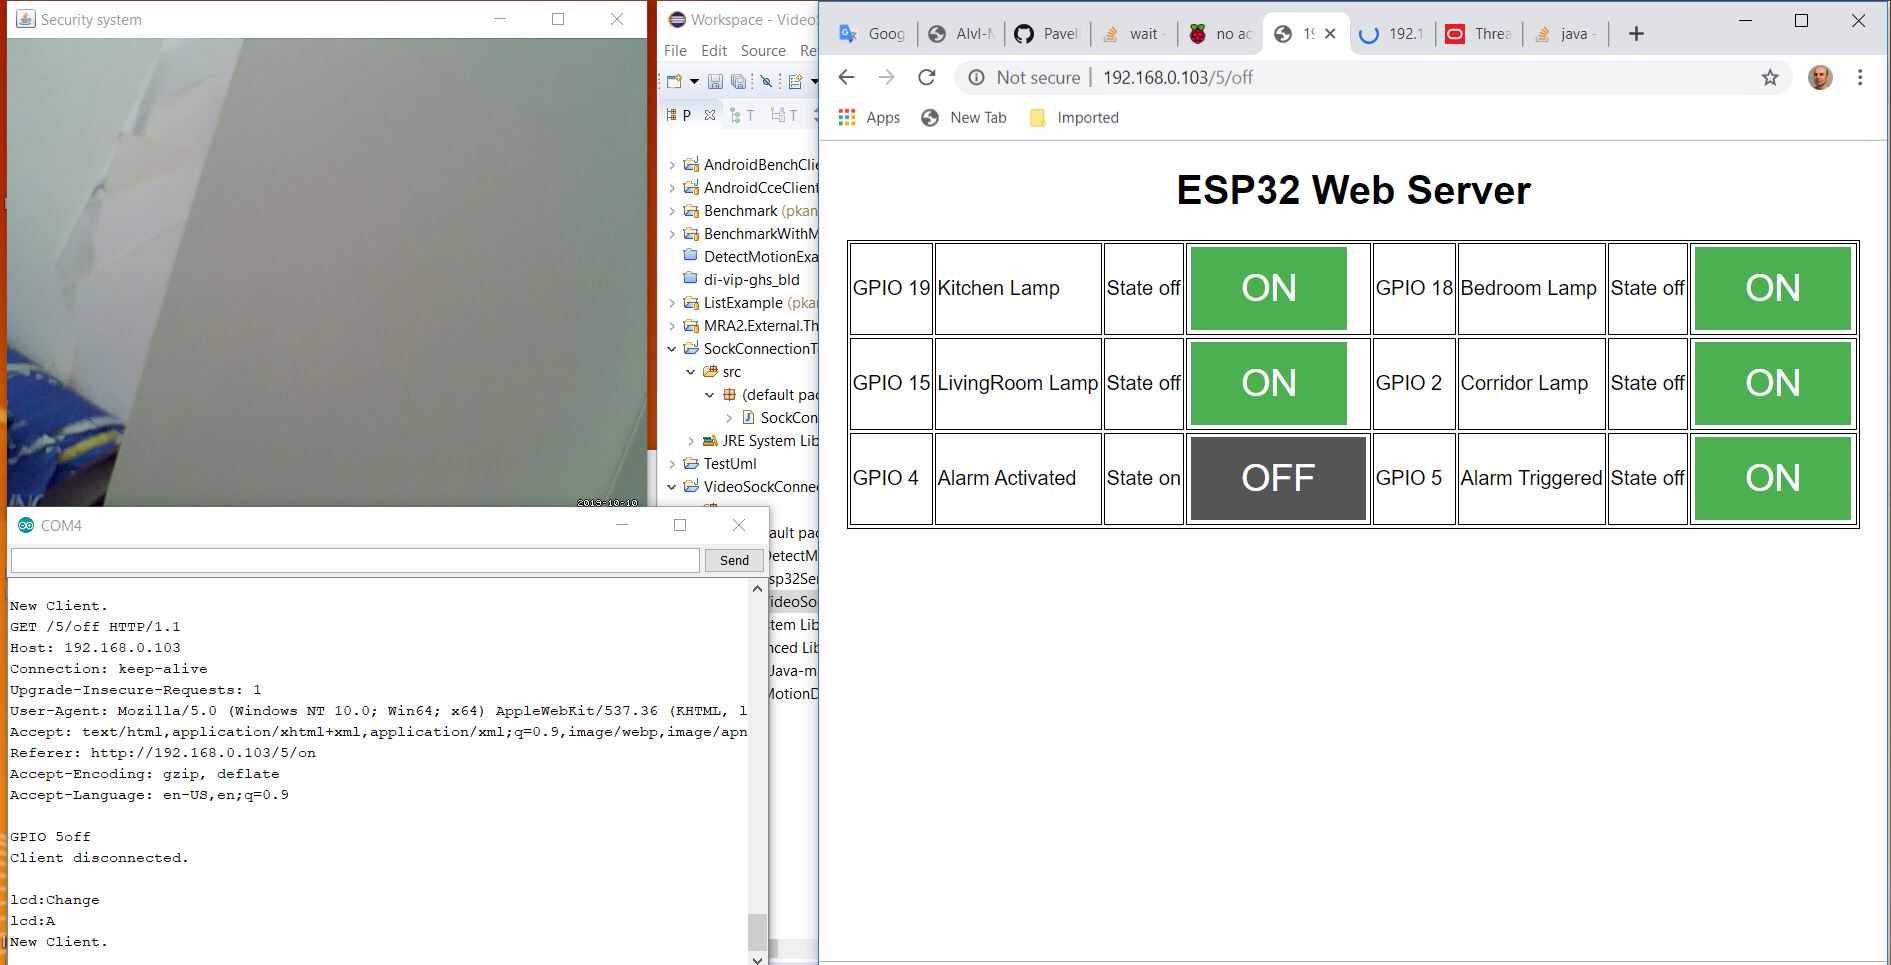 Security system
2019-10-10
COM4
Send
New Client.
GET /5/off HTTP/1.1
Host: 192.168.0.103
Connection: keep-alive
Upgrade-Insecure-Requests: 1
User-Agent: Mozilla/5.0 (Windows NT 10.0; Win64; x64) AppleWebKit/537.36 (KHTML, l
Accept: text/html,application/xhtml+xml,application/xml;q=0.9,image/webp,image/apn
Referer: http://192.168.0.103/5/on
Accept-Encoding: gzip, deflate
Accept-Language: en-US,en;q=0.9
GPIO 5off
Client disconnected.
lcd:Change
lcd:A
New Client.
Workspace - VideoS
File Edit Source Re
P T T
AndroidBenchClie
AndroidCceClient
Benchmark (pkan
BenchmarkWithM
DetectMotionExa
di-vip-ghs_bld
ListExample (pka
MRA2.External.Th
SockConnectionT
src
(default pac
SockCon
JRE System Lib
TestUml
VideoSockConne
ault pac
DetectM
sp32Ser
ideoSo
tem Lib
nced Lib
Java-m
MotionD
Goog AlvI-M Pavel wait - no ac 19 192.1 Threa java -
Not secure | 192.168.0.103/5/off
Apps New Tab Imported
ESP32 Web Server
GPIO 19 Kitchen Lamp State off ON GPIO 18 Bedroom Lamp State off ON
GPIO 15 LivingRoom Lamp State off ON GPIO 2 Corridor Lamp State off ON
GPIO 4 Alarm Activated State on OFF GPIO 5 Alarm Triggered State off ON